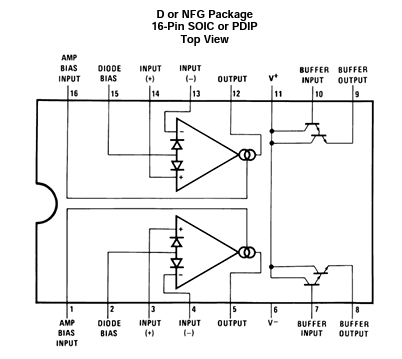 D or NFG Package
16-Pin SOIC or PDIP
Top View
AMP BIAS INPUT
DIODE BIAS
INPUT (+)
INPUT (−)
OUTPUT
V+
BUFFER INPUT
BUFFER OUTPUT
16 15 14 13 12 11 10 9
−
+
+
−
1 2 3 4 5 6 7 8
AMP BIAS INPUT
DIODE BIAS
INPUT (+)
INPUT (−)
OUTPUT
V−
BUFFER INPUT
BUFFER OUTPUT